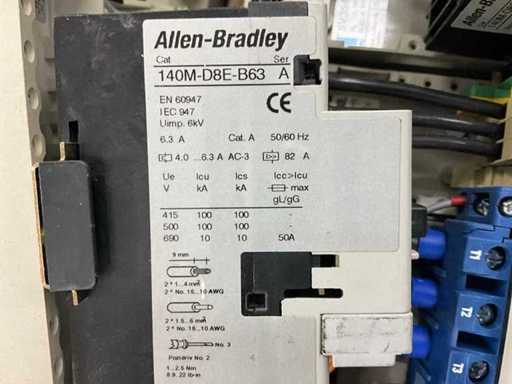 Allen-Bradley
Cat Ser
140M-D8E-B63 A
EN 60947
IEC 947
Uimp. 6kV
CE
6.3 A Cat. A 50/60 Hz
4.0 ...6.3 A AC-3 I>> 82 A
Ue Icu Ics Icc>Icu
V kA kA max
gL/gG
415 100 100 -
500 100 100 -
690 10 10 50A
9 mm
2 * 1...4 mm²
2 * No. 16...10 AWG
2 * 1.5...6 mm²
2 * No. 16...10 AWG
No. 3
Pozidriv No. 2
1...2.5 Nm
8.9..22 lb-in
T1
T2
T3